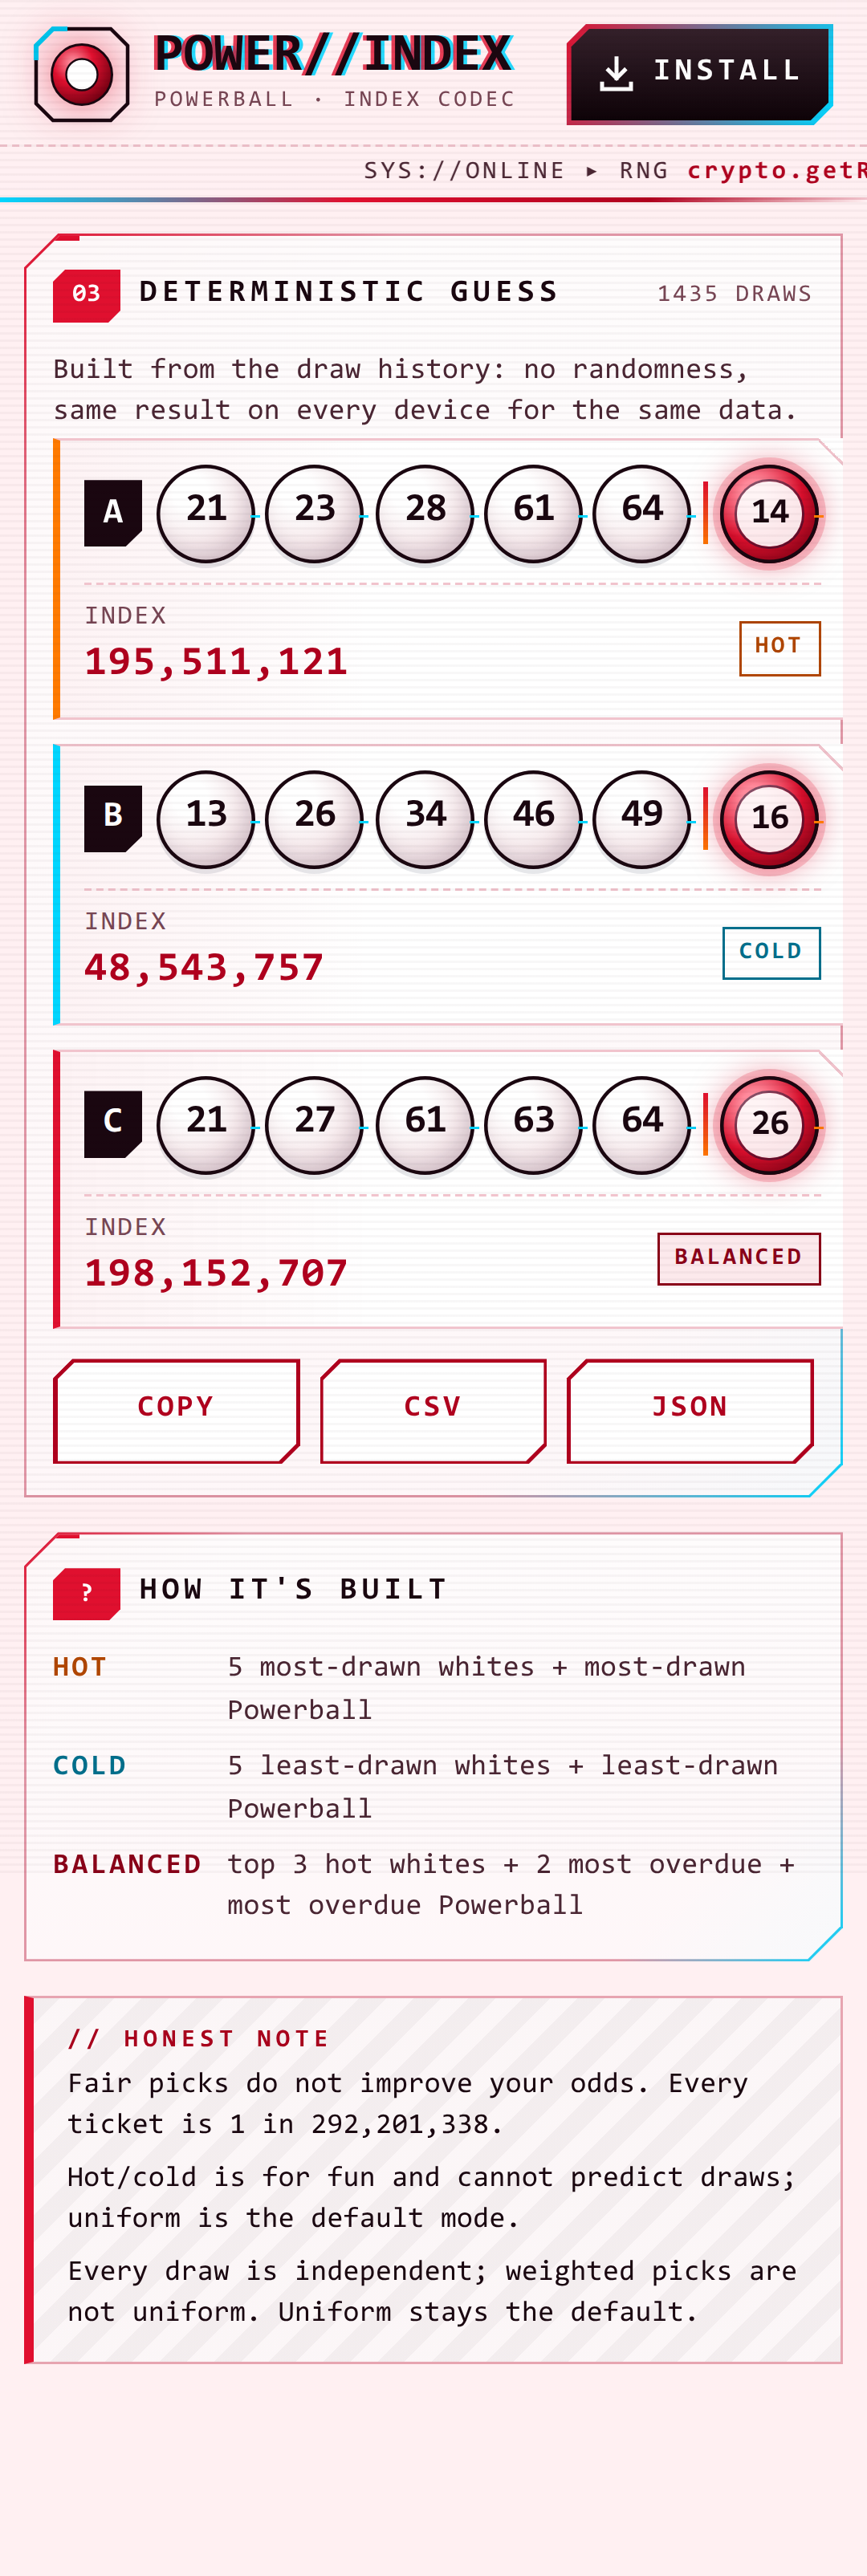 POWER//INDEX
POWERBALL · INDEX CODEC
INSTALL
SYS://ONLINE ▸ RNG crypto.getR
03 DETERMINISTIC GUESS 1435 DRAWS
Built from the draw history: no randomness,
same result on every device for the same data.
A 21 23 28 61 64 14
INDEX
195,511,121
HOT
B 13 26 34 46 49 16
INDEX
48,543,757
COLD
C 21 27 61 63 64 26
INDEX
198,152,707
BALANCED
COPY CSV JSON
? HOW IT'S BUILT
HOT 5 most-drawn whites + most-drawn
Powerball
COLD 5 least-drawn whites + least-drawn
Powerball
BALANCED top 3 hot whites + 2 most overdue +
most overdue Powerball
// HONEST NOTE
Fair picks do not improve your odds. Every
ticket is 1 in 292,201,338.
Hot/cold is for fun and cannot predict draws;
uniform is the default mode.
Every draw is independent; weighted picks are
not uniform. Uniform stays the default.